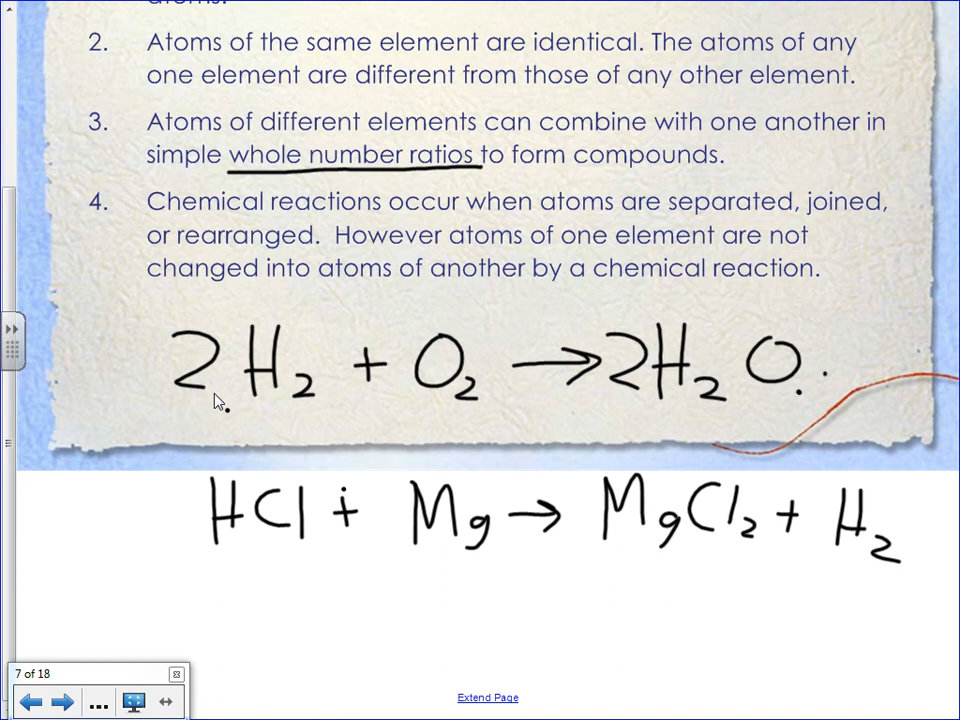 atoms.
2. Atoms of the same element are identical. The atoms of any
one element are different from those of any other element.
3. Atoms of different elements can combine with one another in
simple whole number ratios to form compounds.
4. Chemical reactions occur when atoms are separated, joined,
or rearranged. However atoms of one element are not
changed into atoms of another by a chemical reaction.
2H₂ + O₂ → 2H₂O
HCl + Mg → MgCl₂ + H₂
7 of 18
...
Extend Page